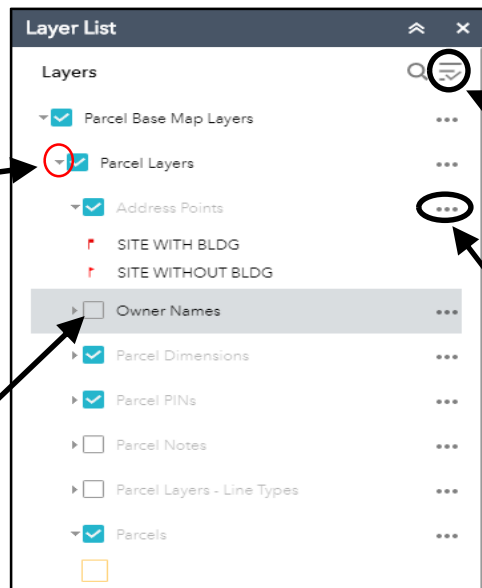 Layer List
Layers
Parcel Base Map Layers
Parcel Layers
Address Points
SITE WITH BLDG
SITE WITHOUT BLDG
Owner Names
Parcel Dimensions
Parcel PINs
Parcel Notes
Parcel Layers - Line Types
Parcels